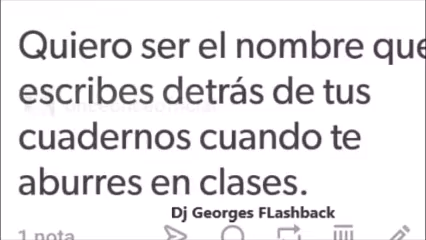 Quiero ser el nombre que
escribes detrás de tus
cuadernos cuando te
aburres en clases.
Dj Georges FLashback
1 nota